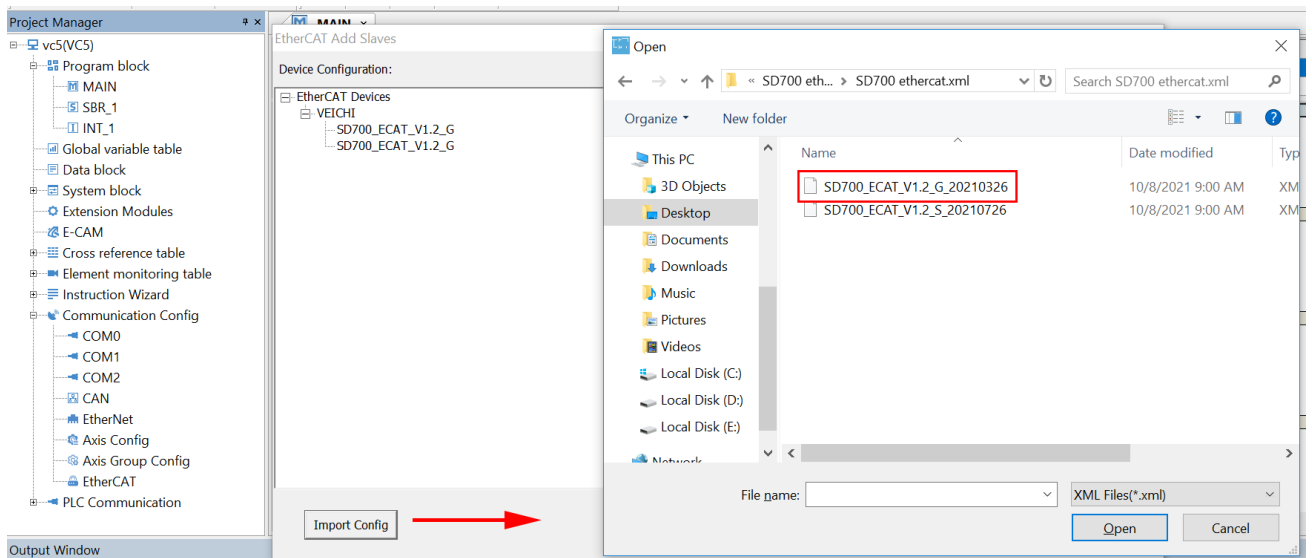 Project Manager
vc5(VC5)
Program block
MAIN
SBR_1
INT_1
Global variable table
Data block
System block
Extension Modules
E-CAM
Cross reference table
Element monitoring table
Instruction Wizard
Communication Config
COM0
COM1
COM2
CAN
EtherNet
Axis Config
Axis Group Config
EtherCAT
PLC Communication
Output Window
MAIN
EtherCAT Add Slaves
Device Configuration:
EtherCAT Devices
VEICHI
SD700_ECAT_V1.2_G
SD700_ECAT_V1.2_G
Import Config
Open
« SD700 eth... > SD700 ethercat.xml
Search SD700 ethercat.xml
Organize
New folder
This PC
3D Objects
Desktop
Documents
Downloads
Music
Pictures
Videos
Local Disk (C:)
Local Disk (D:)
Local Disk (E:)
Network
Name Date modified Typ
SD700_ECAT_V1.2_G_20210326 10/8/2021 9:00 AM XM
SD700_ECAT_V1.2_S_20210726 10/8/2021 9:00 AM XM
File name:
XML Files(*.xml)
Open Cancel